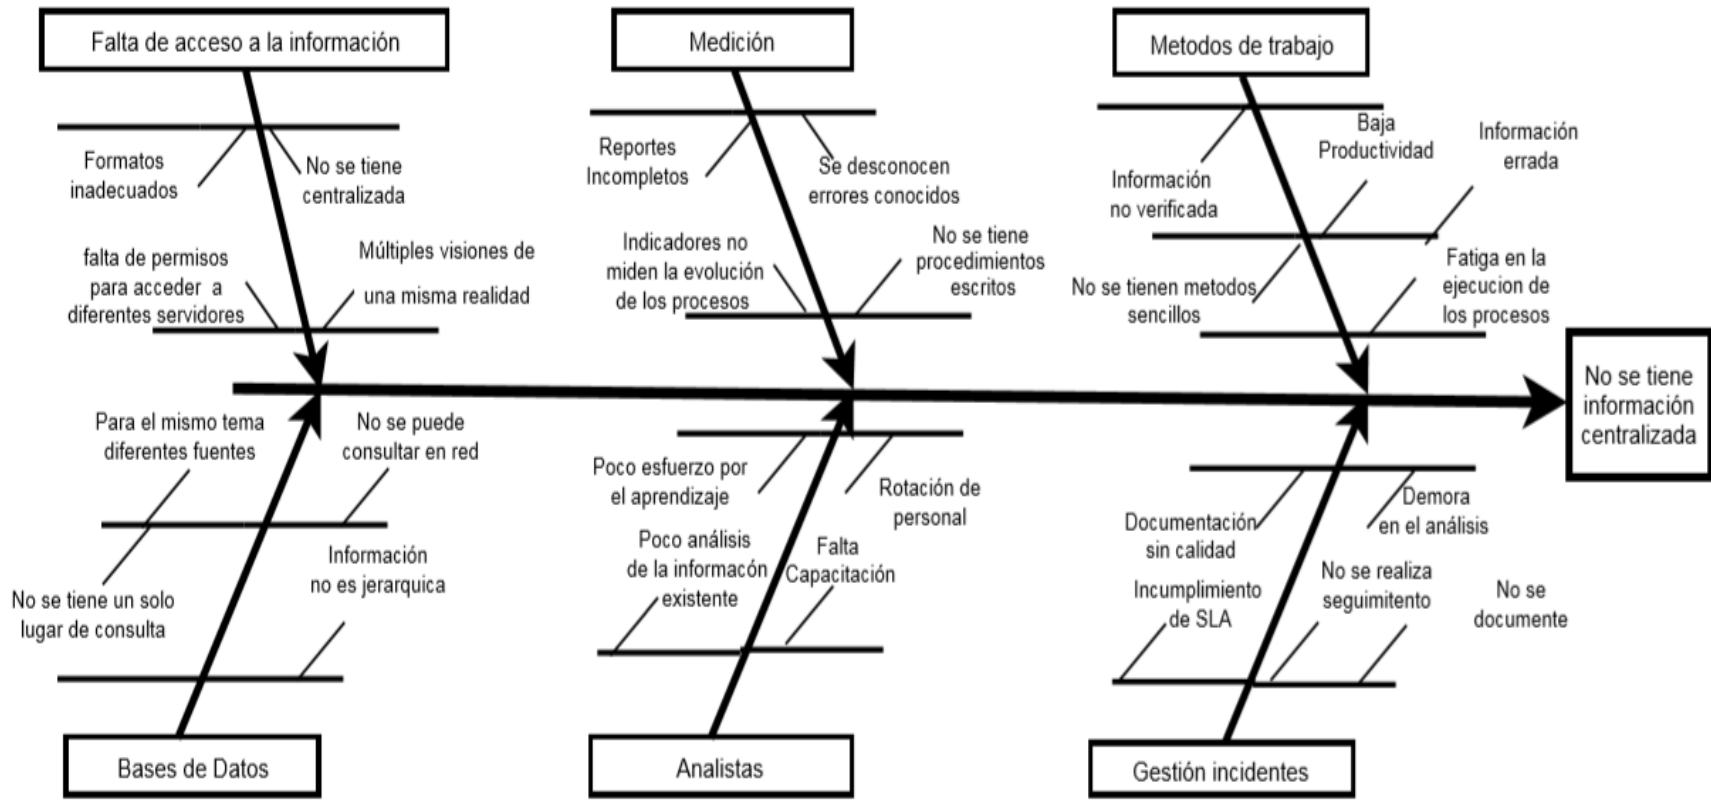 Falta de acceso a la información
Medición
Metodos de trabajo
Formatos
inadecuados
No se tiene
centralizada
falta de permisos
para acceder a
diferentes servidores
Múltiples visiones de
una misma realidad
Reportes
Incompletos
Se desconocen
errores conocidos
Indicadores no
miden la evolución
de los procesos
No se tiene
procedimientos
escritos
Información
no verificada
Baja
Productividad
Información
errada
No se tienen metodos
sencillos
Fatiga en la
ejecucion de
los procesos
No se tiene
información
centralizada
Para el mismo tema
diferentes fuentes
No se puede
consultar en red
No se tiene un solo
lugar de consulta
Información
no es jerarquica
Poco esfuerzo por
el aprendizaje
Rotación de
personal
Poco análisis
de la informacón
existente
Falta
Capacitación
Documentación
sin calidad
Demora
en el análisis
Incumplimiento
de SLA
No se realiza
seguimitento
No se
documente
Bases de Datos
Analistas
Gestión incidentes